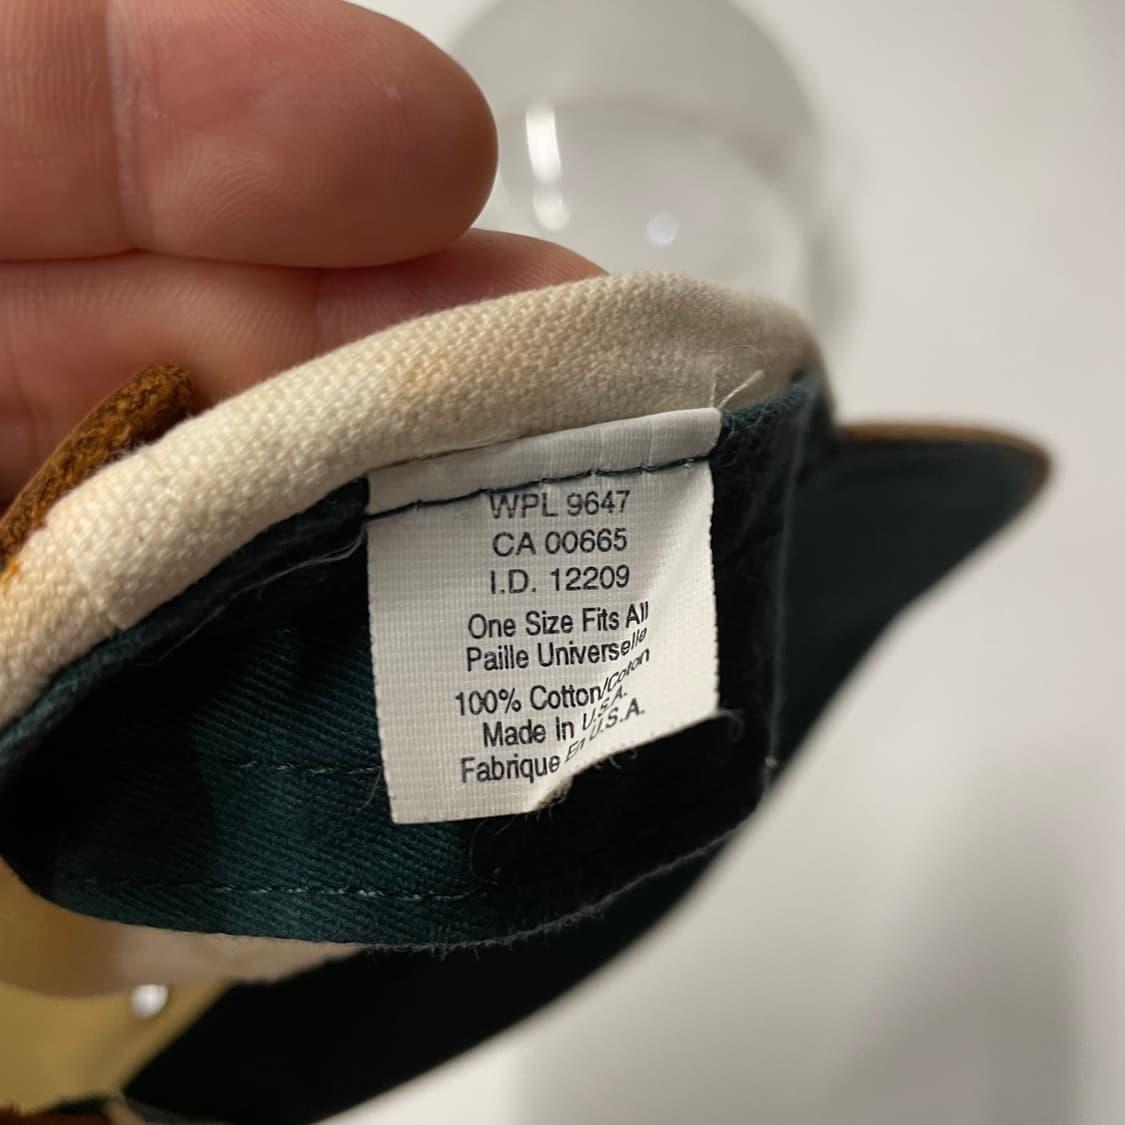 WPL 9647
CA 00665
I.D. 12209
One Size Fits All
Paille Universelle
100% Cotton/Coton
Made In U.S.A.
Fabrique En U.S.A.